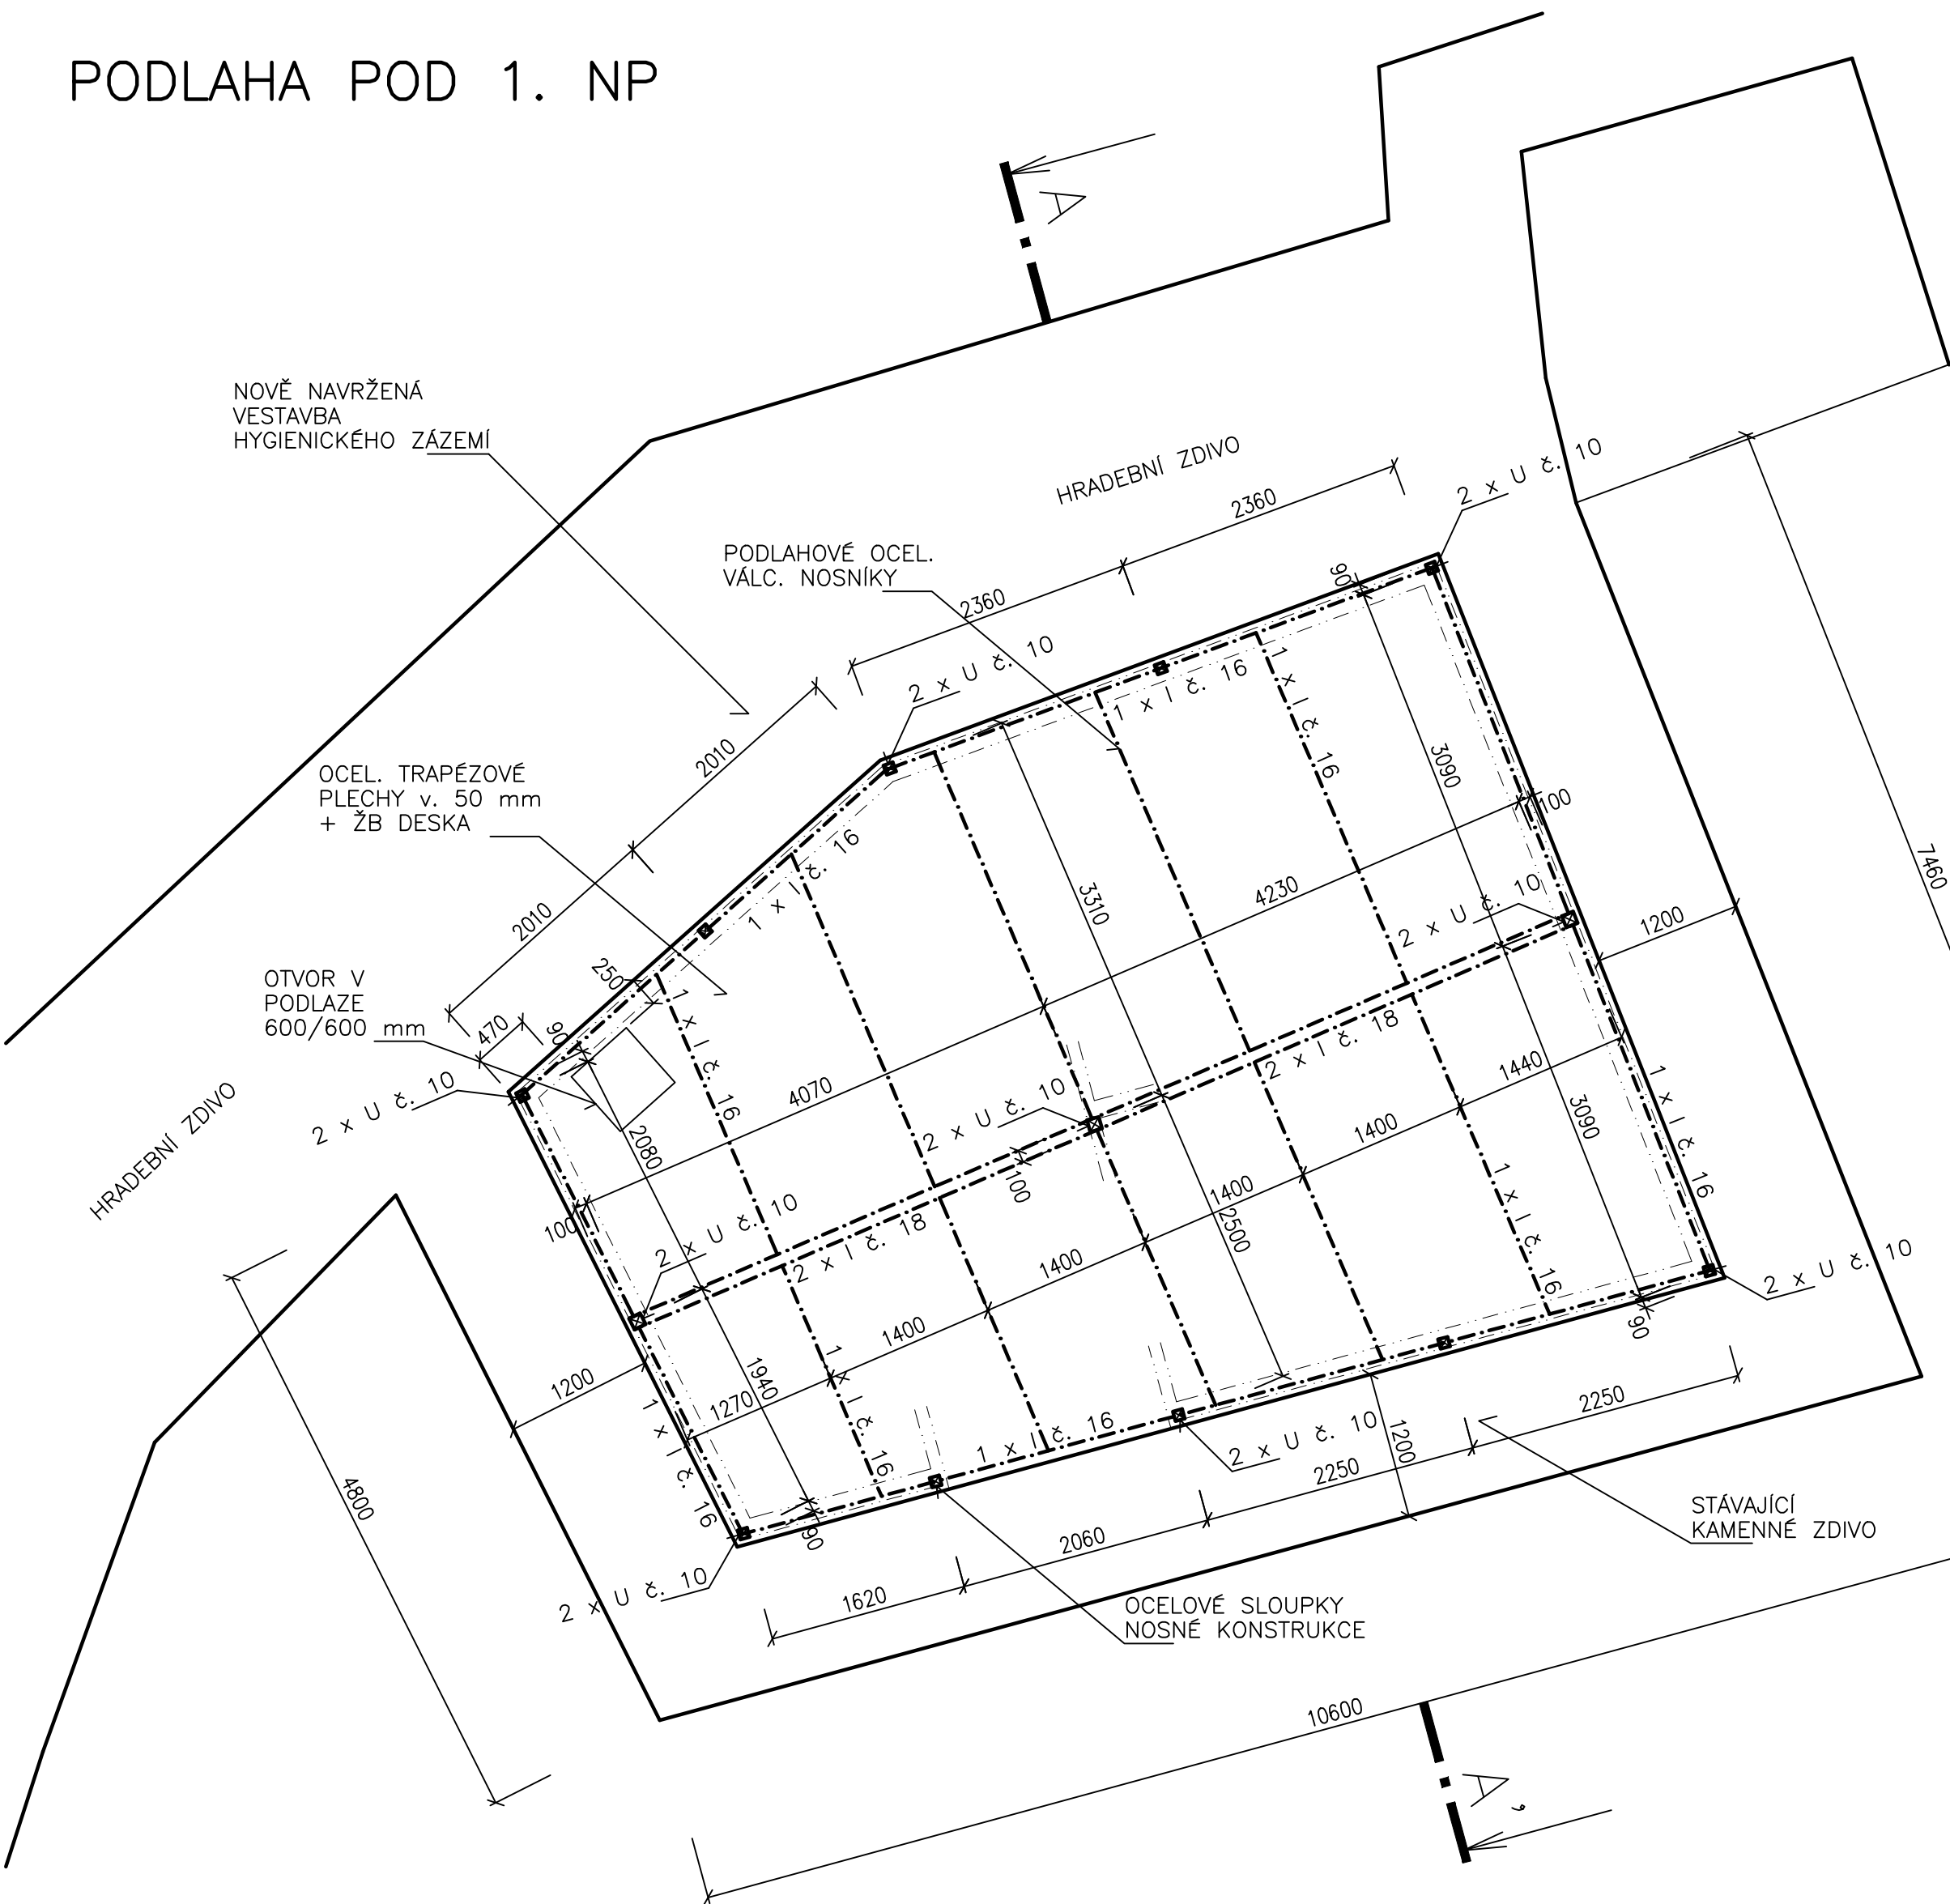 PODLAHA POD 1. NP
A
NOVĚ NAVRŽENÁ
VESTAVBA
HYGIENICKÉHO ZÁZEMÍ
HRADEBNÍ ZDIVO
2360
2360
2 x U č. 10
PODLAHOVÉ OCEL.
VÁLC. NOSNÍKY
90
2 x U č. 10
1 x I č. 16
1 x I č. 16
2010
2010
OCEL. TRAPÉZOVÉ
PLECHY v. 50 mm
+ ŽB DESKA
1 x I č. 16
3090
100
7460
3310
4230
2 x U č. 10
1200
250
OTVOR V
PODLAZE
600/600 mm
470
90
1 x I č. 16
2 x U č. 10
HRADEBNÍ ZDIVO
2080
4070
2 x U č. 10
2 x I č. 18
1440
3090
1 x I č. 16
1400
100
100
2 x U č. 10
2 x I č. 18
1400
2500
1 x I č. 16
1400
1400
2 x U č. 10
90
1200
1 x I č. 16
1940
1270
1 x I č. 16
1 x I č. 16
2 x U č. 10
1200
2250
2250
4800
90
2060
STÁVAJÍCÍ
KAMENNÉ ZDIVO
2 x U č. 10
1620
OCELOVÉ SLOUPKY
NOSNÉ KONSTRUKCE
10600
A,